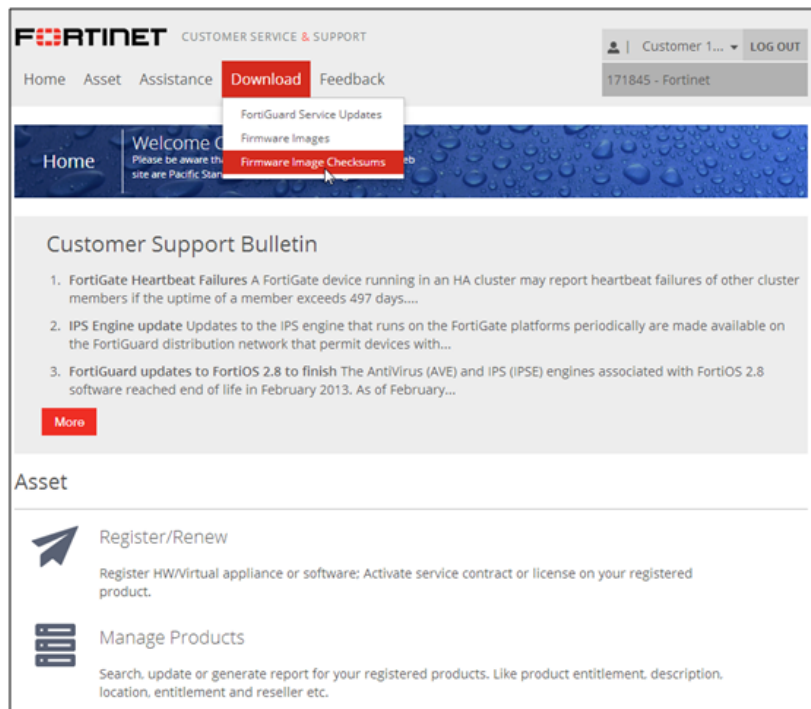 FORTINET CUSTOMER SERVICE & SUPPORT
Customer 1... LOG OUT
Home Asset Assistance Download Feedback
171845 - Fortinet
FortiGuard Service Updates
Firmware Images
Firmware Image Checksums
Home
Welcome
Please be aware
site are Pacific
Customer Support Bulletin
1. FortiGate Heartbeat Failures A FortiGate device running in an HA cluster may report heartbeat failures of other cluster
members if the uptime of a member exceeds 497 days....
2. IPS Engine update Updates to the IPS engine that runs on the FortiGate platforms periodically are made available on
the FortiGuard distribution network that permit devices with...
3. FortiGuard updates to FortiOS 2.8 to finish The AntiVirus (AVE) and IPS (IPSE) engines associated with FortiOS 2.8
software reached end of life in February 2013. As of February...
More
Asset
Register/Renew
Register HW/Virtual appliance or software; Activate service contract or license on your registered
product.
Manage Products
Search, update or generate report for your registered products. Like product entitlement, description,
location, entitlement and reseller etc.